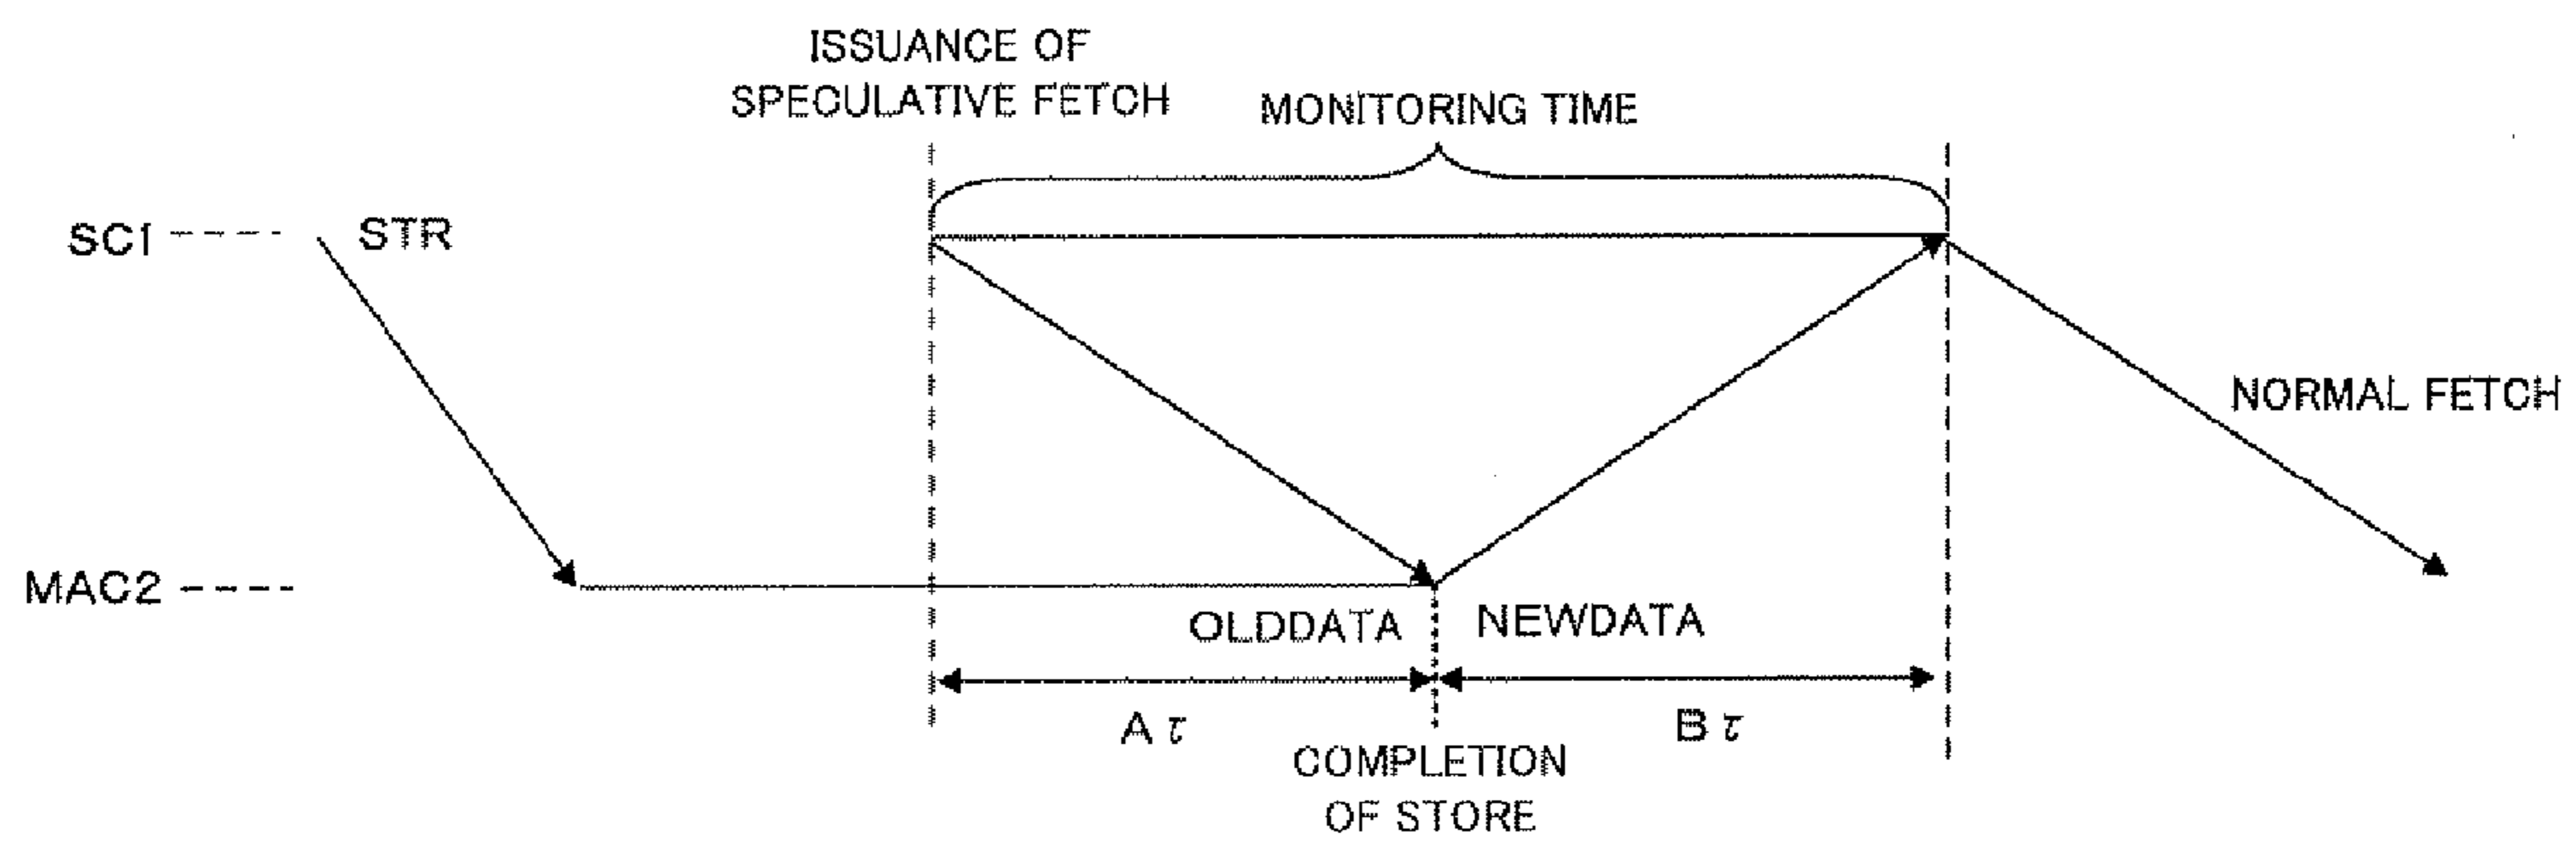 ISSUANCE OF
SPECULATIVE FETCH
MONITORING TIME
SC1
STR
NORMAL FETCH
MAC2
OLDDATA
NEWDATA
A τ
B τ
COMPLETION
OF STORE